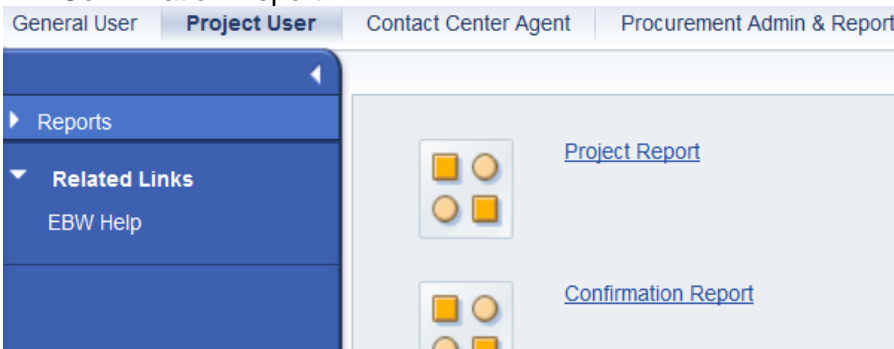 General User Project User Contact Center Agent Procurement Admin & Report
Reports
Related Links
EBW Help
Project Report
Confirmation Report